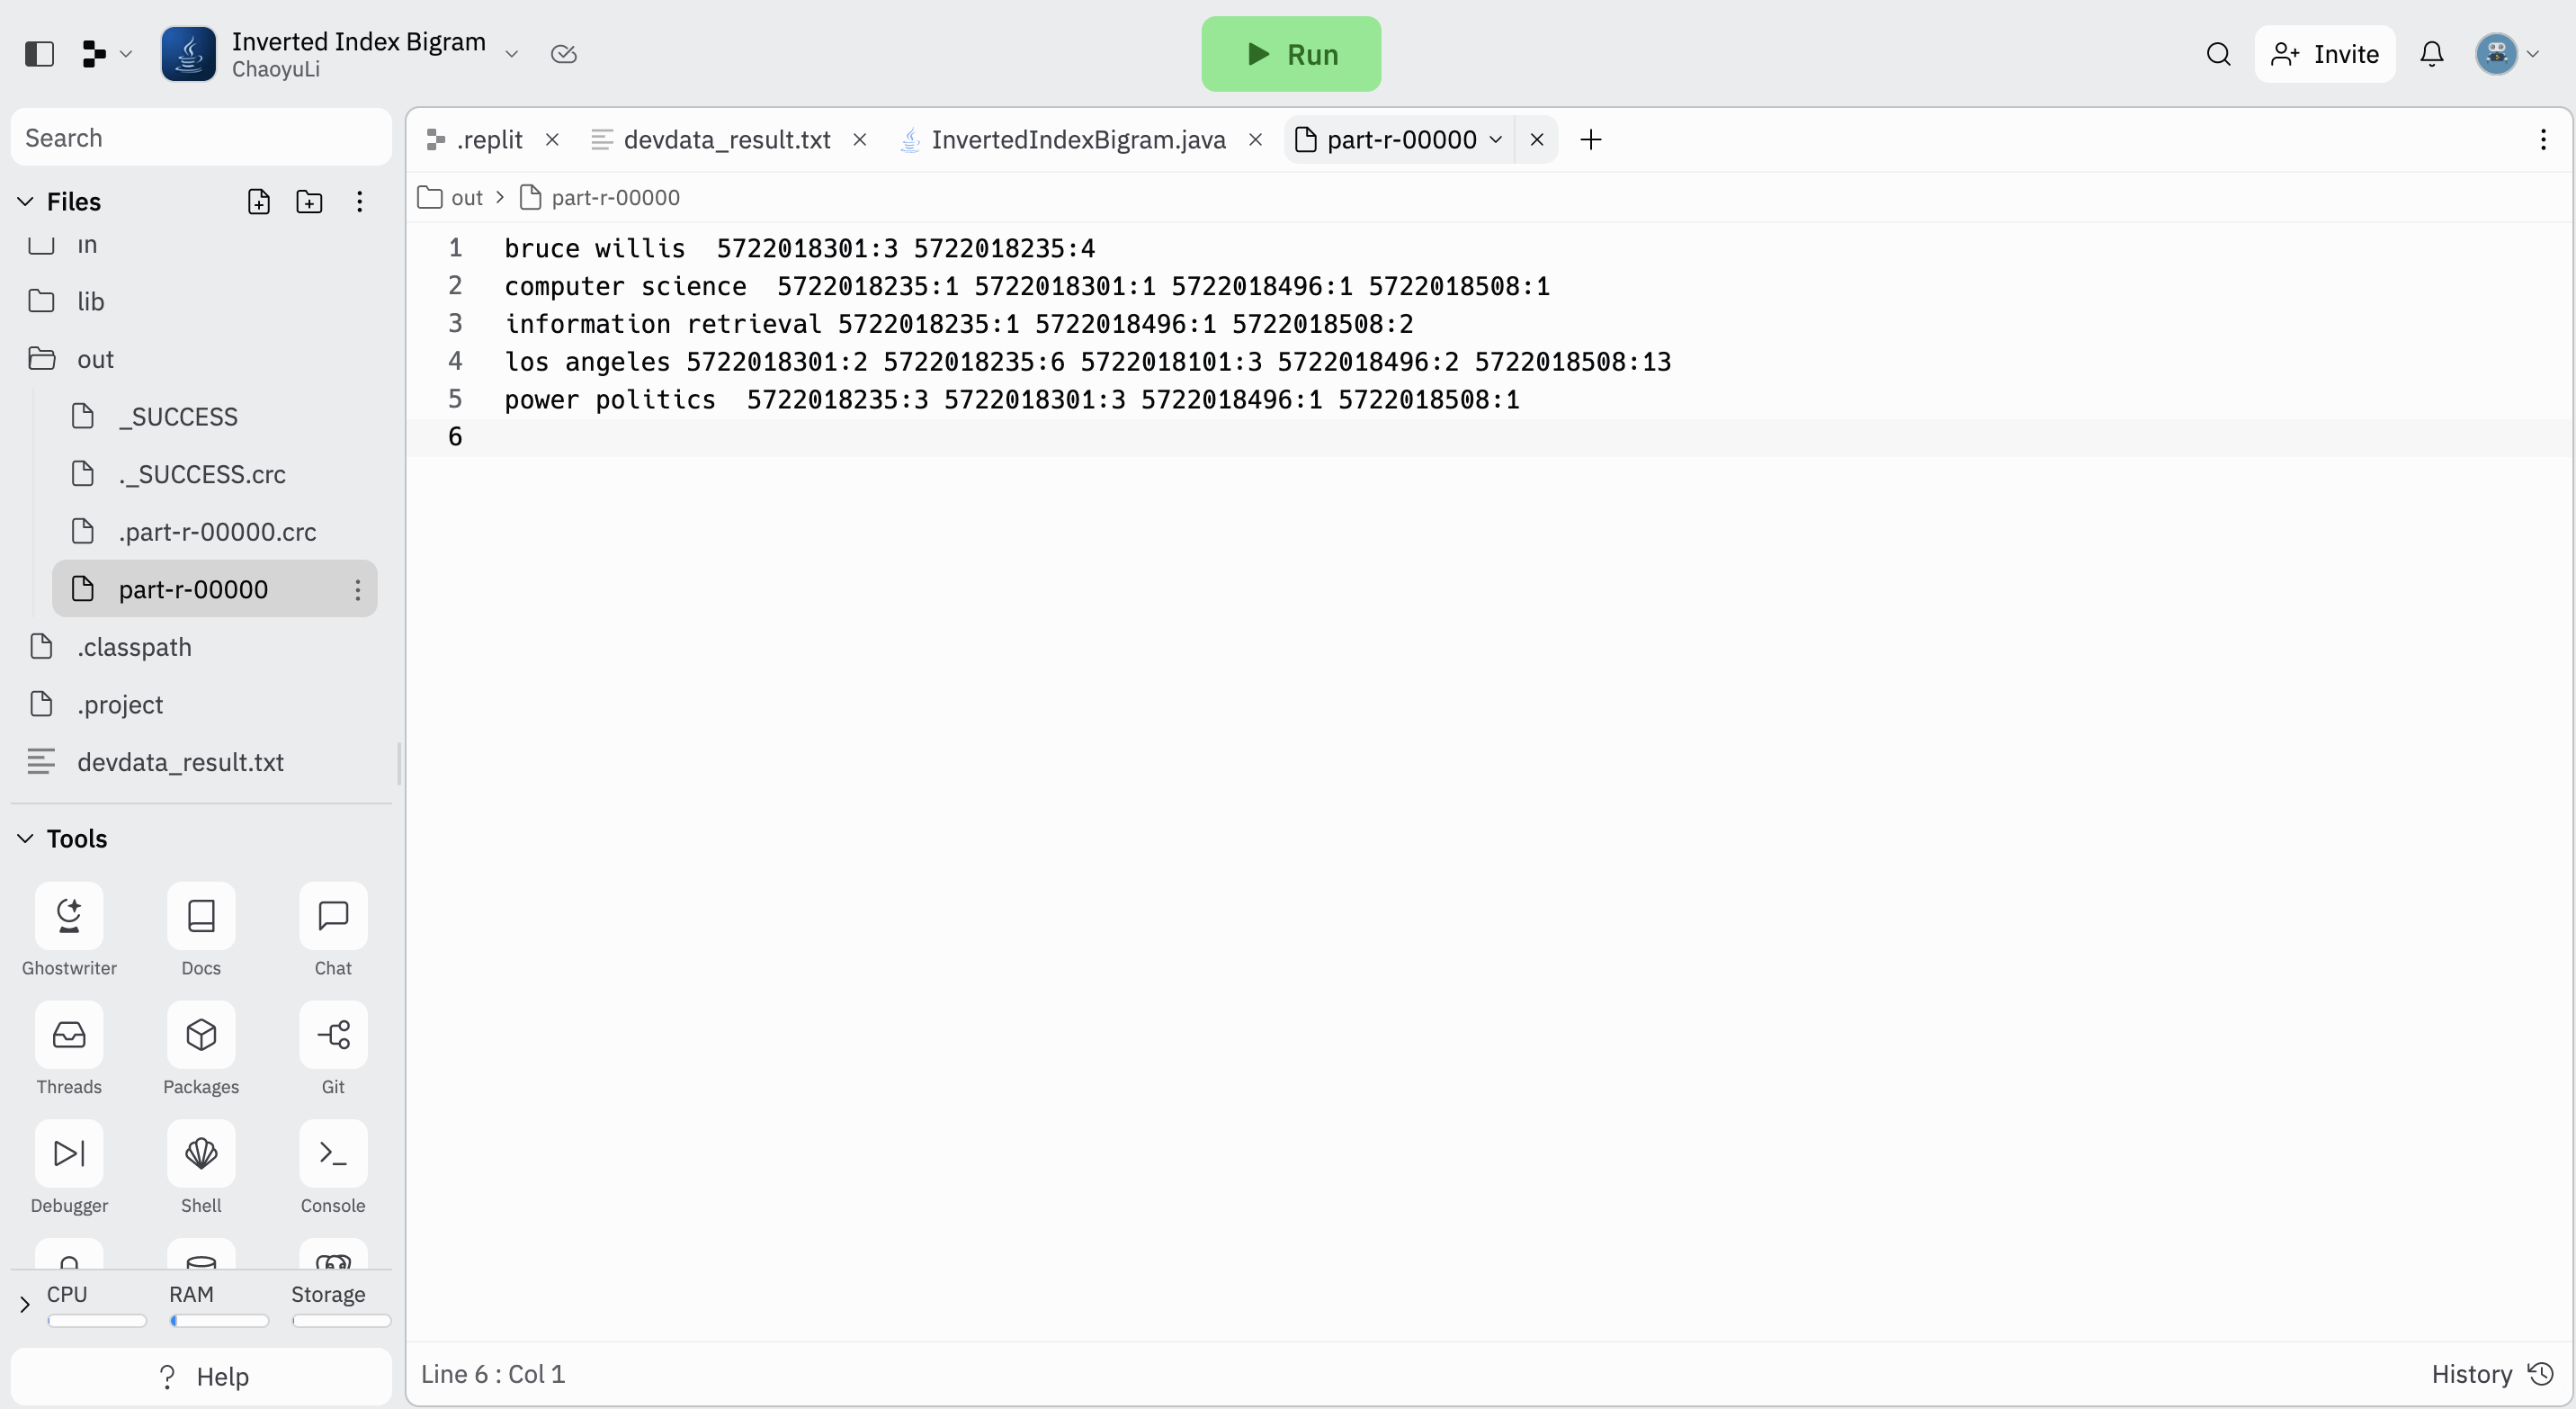 Inverted Index Bigram
ChaoyuLi
Run
Invite
Search
Files
in
lib
out
_SUCCESS
._SUCCESS.crc
.part-r-00000.crc
part-r-00000
.classpath
.project
devdata_result.txt
Tools
Ghostwriter Docs Chat
Threads Packages Git
Debugger Shell Console
CPU RAM Storage
? Help
.replit devdata_result.txt InvertedIndexBigram.java part-r-00000
out > part-r-00000
1 bruce willis 5722018301:3 5722018235:4
2 computer science 5722018235:1 5722018301:1 5722018496:1 5722018508:1
3 information retrieval 5722018235:1 5722018496:1 5722018508:2
4 los angeles 5722018301:2 5722018235:6 5722018101:3 5722018496:2 5722018508:13
5 power politics 5722018235:3 5722018301:3 5722018496:1 5722018508:1
6
Line 6 : Col 1
History